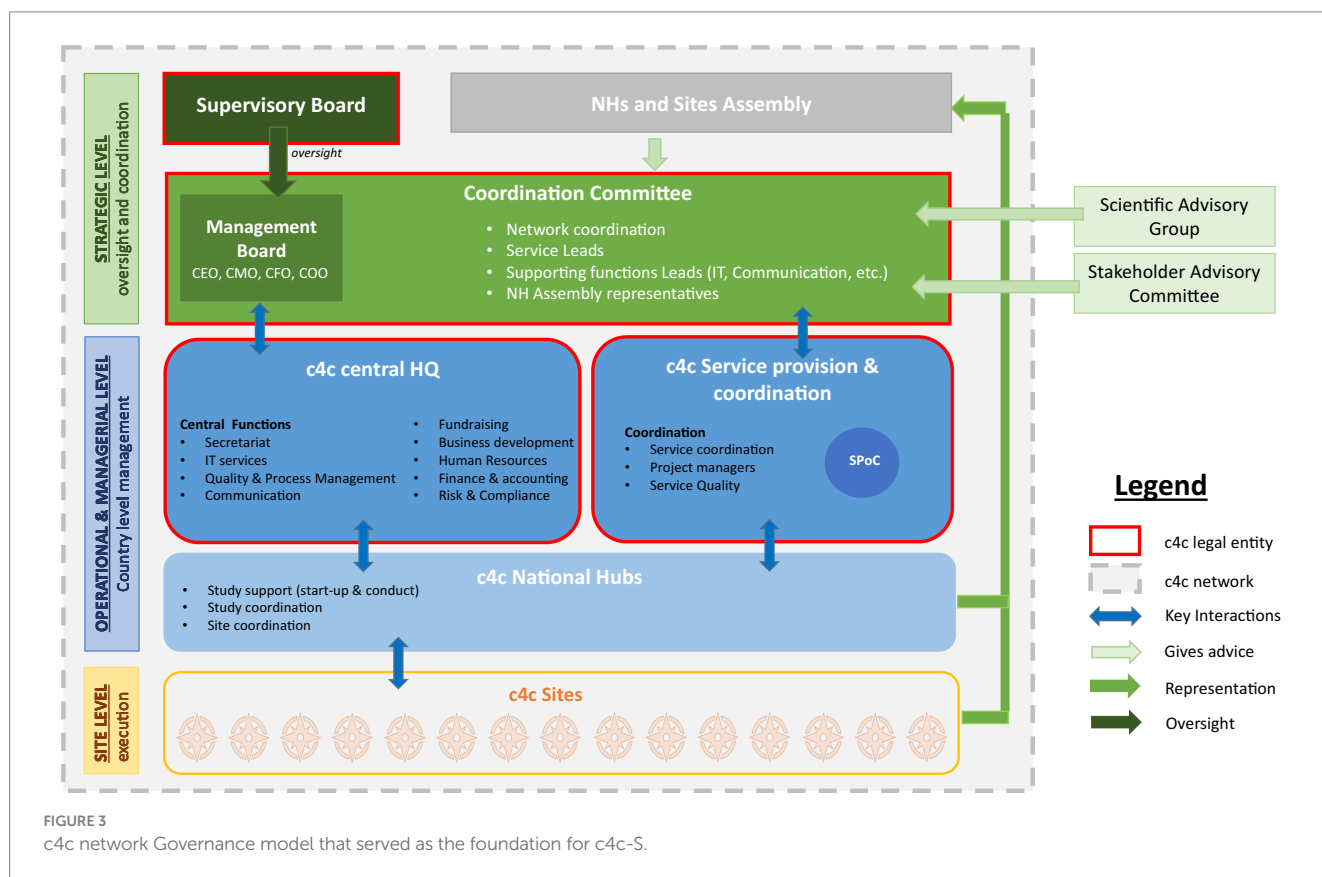 STRATEGIC LEVEL
oversight and coordination
Supervisory Board
oversight
NHs and Sites Assembly
Coordination Committee
• Network coordination
• Service Leads
• Supporting functions Leads (IT, Communication, etc.)
• NH Assembly representatives
Management
Board
CEO, CMO, CFO, COO
Scientific Advisory
Group
Stakeholder Advisory
Committee
OPERATIONAL & MANAGERIAL LEVEL
Country level management
c4c central HQ
Central Functions
• Secretariat
• IT services
• Quality & Process Management
• Communication
• Fundraising
• Business development
• Human Resources
• Finance & accounting
• Risk & Compliance
c4c Service provision &
coordination
Coordination
• Service coordination
• Project managers
• Service Quality
SPoC
c4c National Hubs
• Study support (start-up & conduct)
• Study coordination
• Site coordination
SITE LEVEL
execution
c4c Sites
Legend
c4c legal entity
c4c network
Key Interactions
Gives advice
Representation
Oversight
FIGURE 3
c4c network Governance model that served as the foundation for c4c-S.